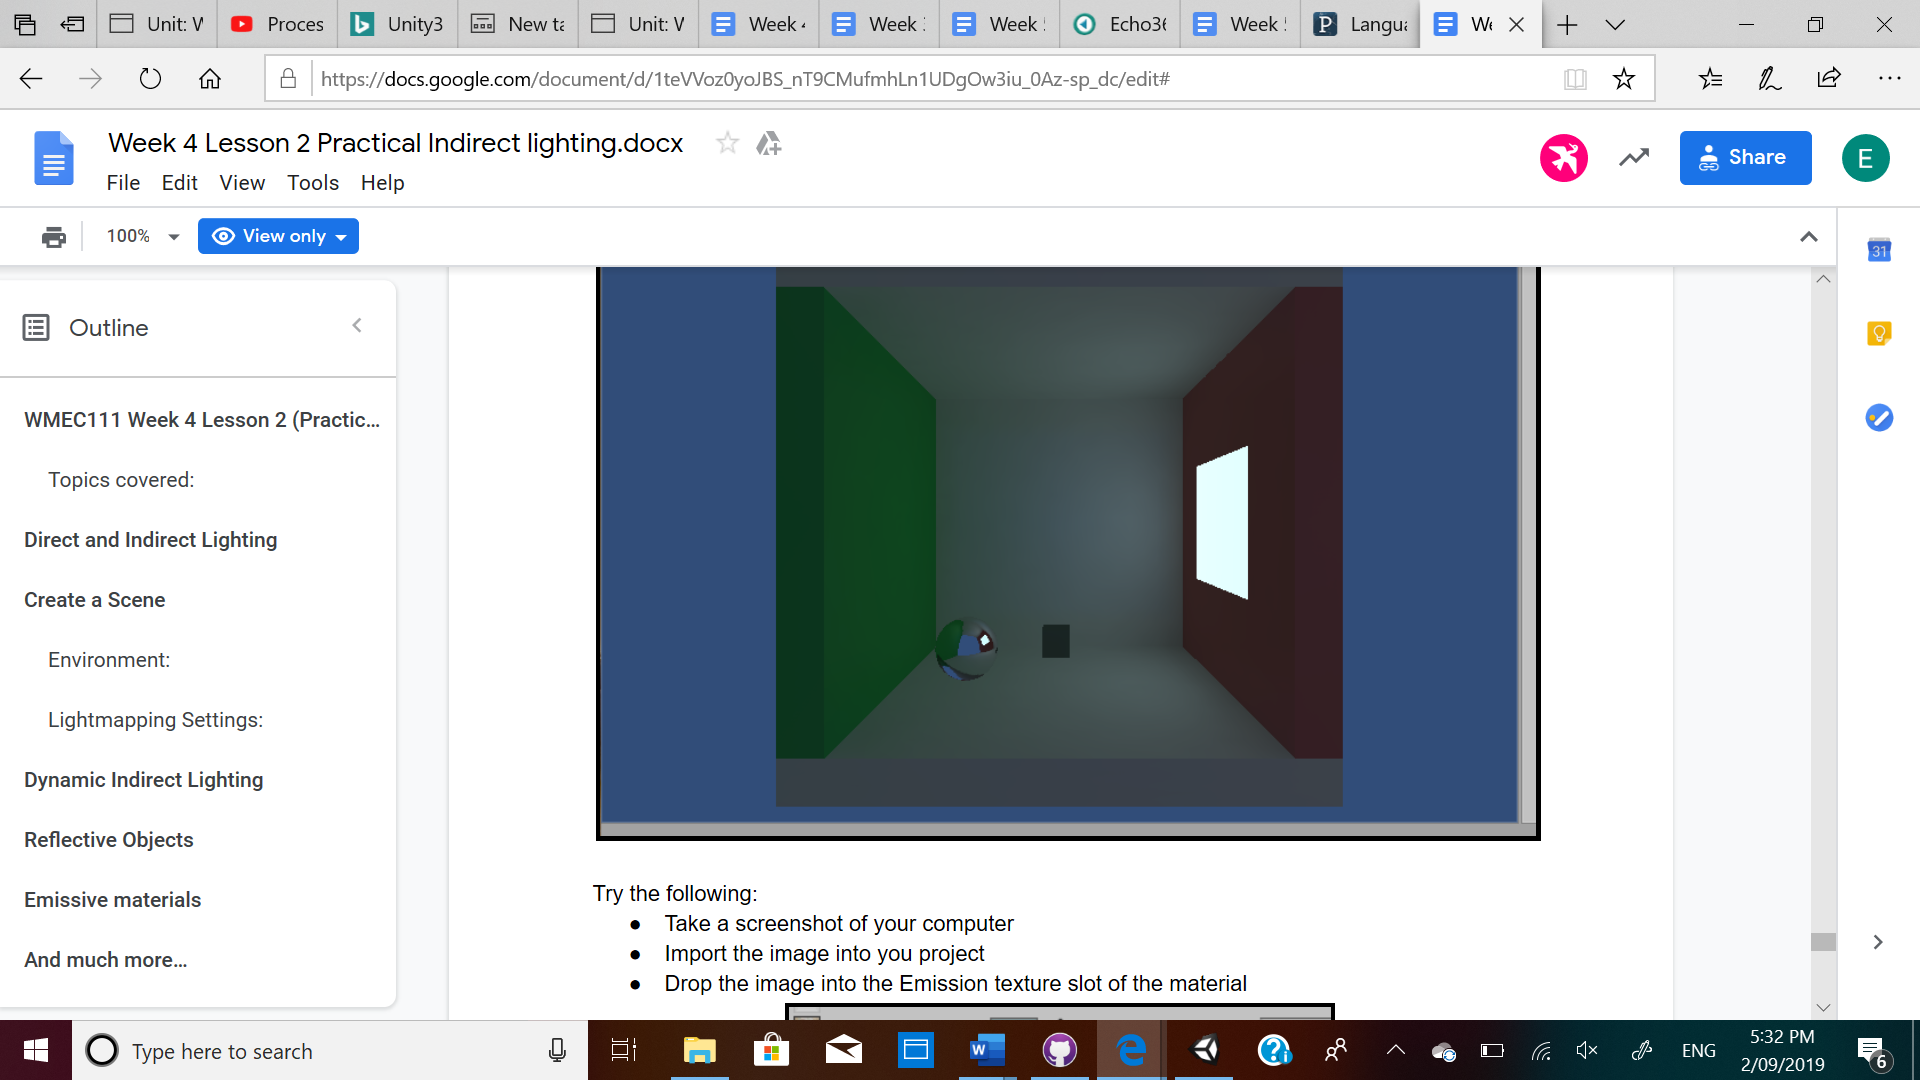 Unit: W
Proces
Unity3
New ta
Unit: W
Week 4
Week
Week
Echo36
Week
Langua
We
https://docs.google.com/document/d/1teVVoz0yoJBS_nT9CMufmhLn1UDgOw3iu_0Az-sp_dc/edit#
Week 4 Lesson 2 Practical Indirect lighting.docx
File Edit View Tools Help
Share
E
100%
View only
31
Outline
WMEC111 Week 4 Lesson 2 (Practic...
Topics covered:
Direct and Indirect Lighting
Create a Scene
Environment:
Lightmapping Settings:
Dynamic Indirect Lighting
Reflective Objects
Emissive materials
And much more...
Try the following:
● Take a screenshot of your computer
● Import the image into you project
● Drop the image into the Emission texture slot of the material
Type here to search
ENG
5:32 PM
2/09/2019
6